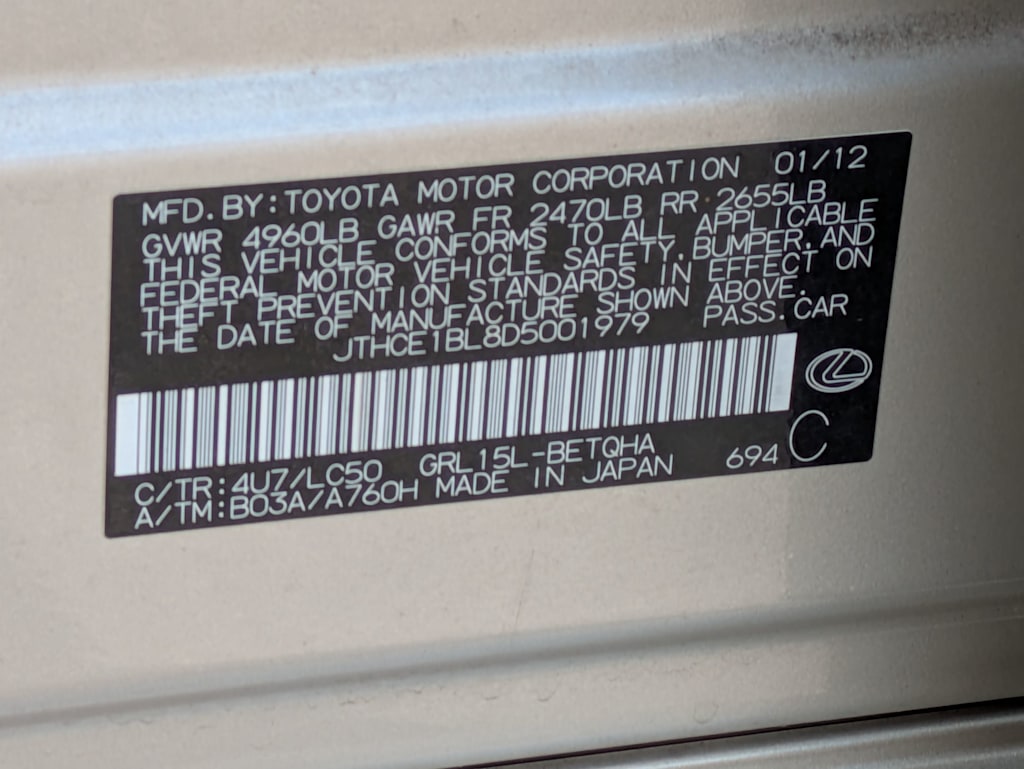 MFD. BY: TOYOTA MOTOR CORPORATION 01/12
GVWR 4960LB GAWR FR 2470LB RR 2655LB
THIS VEHICLE CONFORMS TO ALL APPLICABLE
FEDERAL MOTOR VEHICLE SAFETY, BUMPER, AND
THEFT PREVENTION STANDARDS IN EFFECT ON
THE DATE OF MANUFACTURE SHOWN ABOVE.
JTHCE1BL8D5001979 PASS. CAR
C/TR: 4U7/LC50 GRL15L-BETQHA
A/TM: B03A/A760H MADE IN JAPAN 694 C